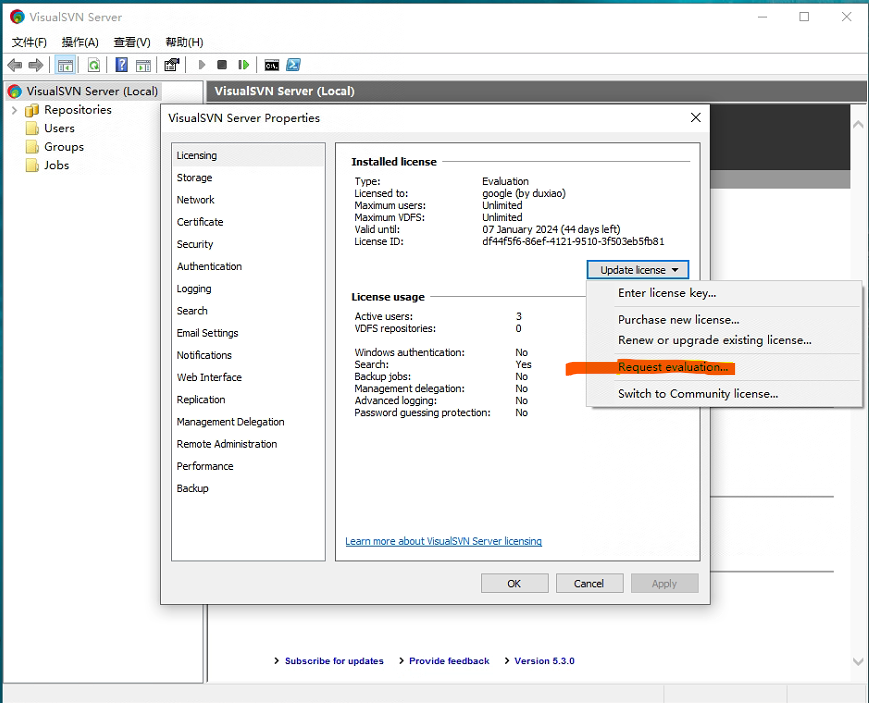 VisualSVN Server
文件(F) 操作(A) 查看(V) 帮助(H)
VisualSVN Server (Local)
Repositories
Users
Groups
Jobs
VisualSVN Server (Local)
VisualSVN Server Properties
Licensing
Storage
Network
Certificate
Security
Authentication
Logging
Search
Email Settings
Notifications
Web Interface
Replication
Management Delegation
Remote Administration
Performance
Backup
Installed license
Type: Evaluation
Licensed to: google (by duxiao)
Maximum users: Unlimited
Maximum VDFS: Unlimited
Valid until: 07 January 2024 (44 days left)
License ID: df44f5f6-86ef-4121-9510-3f503eb5fb81
Update license
Enter license key...
Purchase new license...
Renew or upgrade existing license...
Request evaluation...
Switch to Community license...
License usage
Active users: 3
VDFS repositories: 0
Windows authentication: No
Search: Yes
Backup jobs: No
Management delegation: No
Advanced logging: No
Password guessing protection: No
Learn more about VisualSVN Server licensing
OK Cancel Apply
Subscribe for updates Provide feedback Version 5.3.0